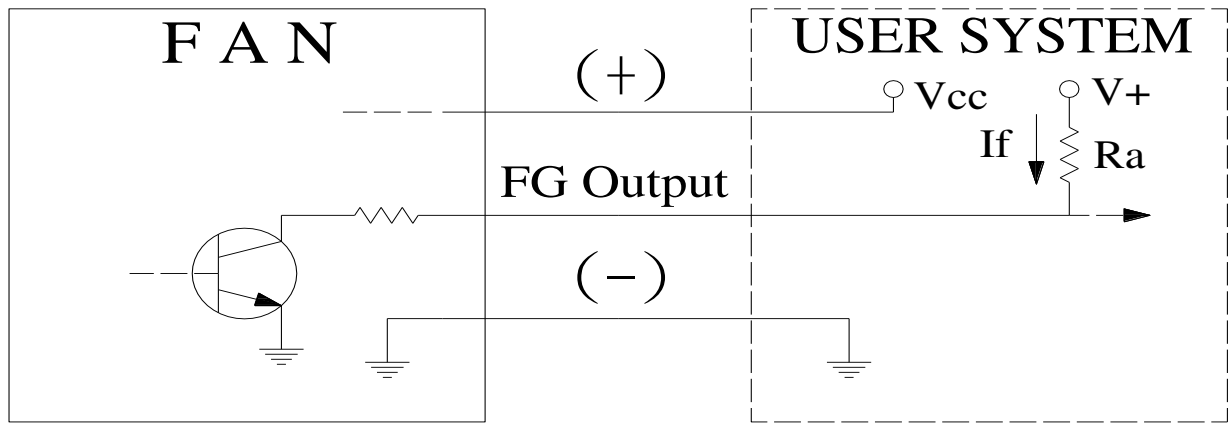 F A N
USER SYSTEM
(+)
Vcc
V+
If
Ra
FG Output
(−)